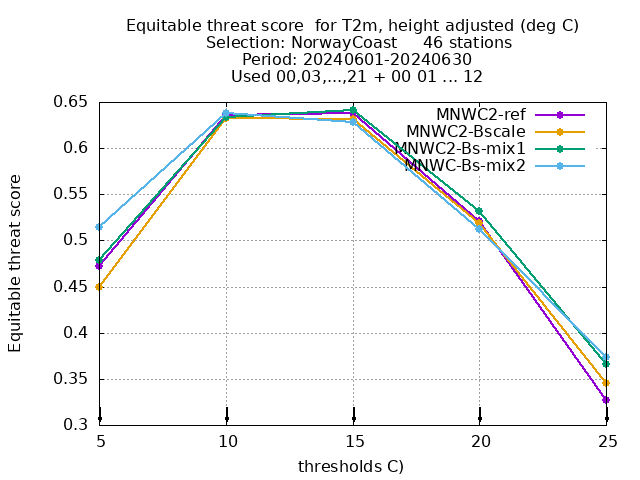 Equitable threat score  for T2m, height adjusted (deg C)
Selection: NorwayCoast     46 stations
Period: 20240601-20240630
Used 00,03,...,21 + 00 01 ... 12
Equitable threat score
0.65
0.6
0.55
0.5
0.45
0.4
0.35
0.3
MNWC2-ref
MNWC2-Bscale
MNWC2-Bs-mix1
MNWC-Bs-mix2
5 10 15 20 25
thresholds C)